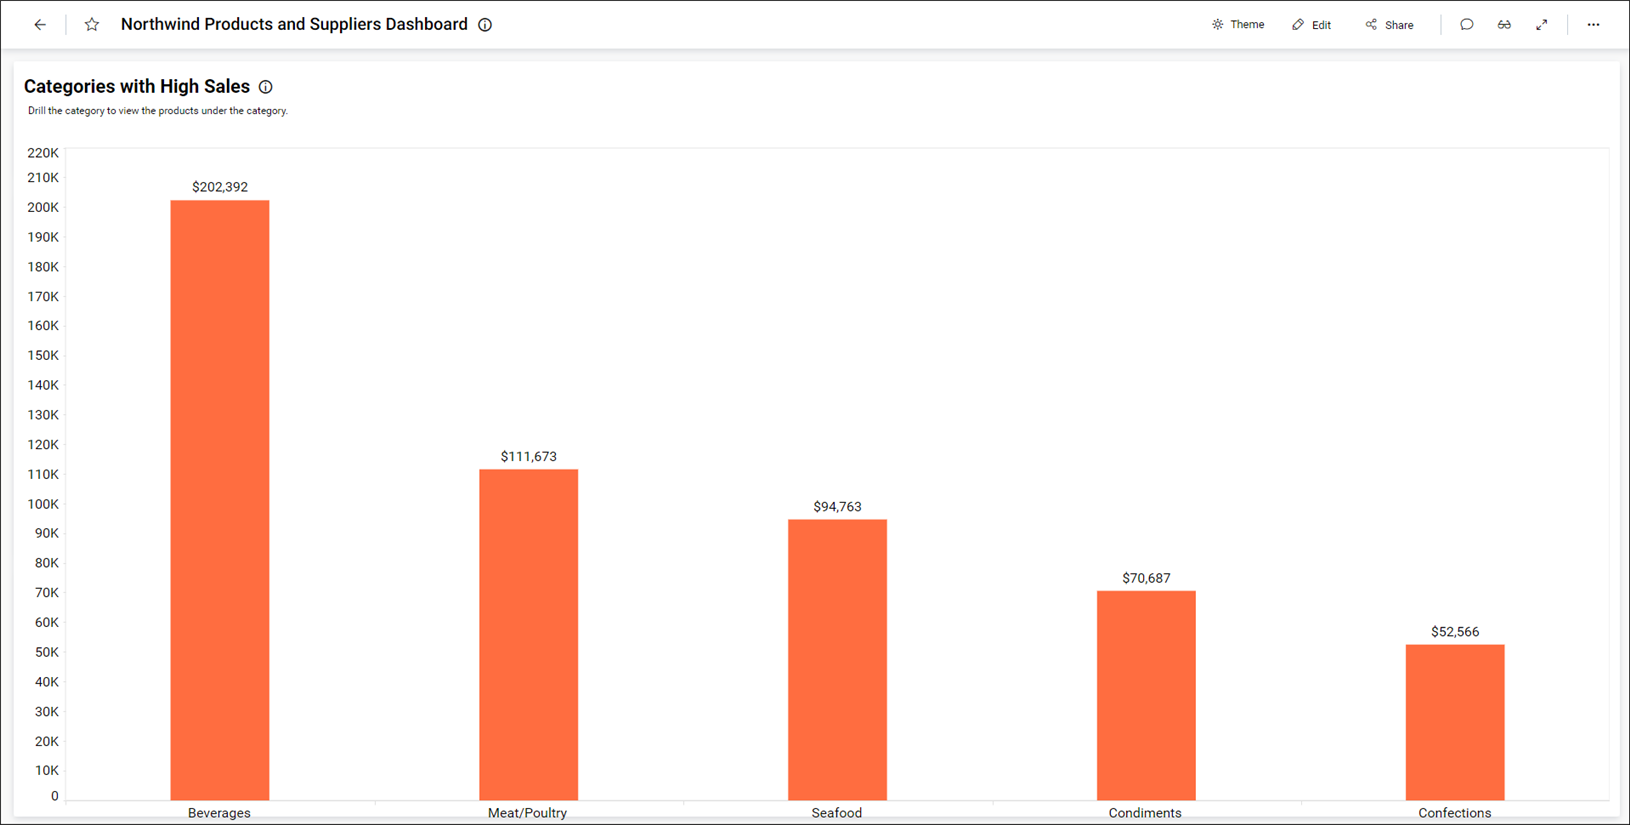 Northwind Products and Suppliers Dashboard
Theme
Edit
Share
Categories with High Sales
Drill the category to view the products under the category.
220K
210K
200K
190K
180K
170K
160K
150K
140K
130K
120K
110K
100K
90K
80K
70K
60K
50K
40K
30K
20K
10K
0
$202,392
$111,673
$94,763
$70,687
$52,566
Beverages
Meat/Poultry
Seafood
Condiments
Confections